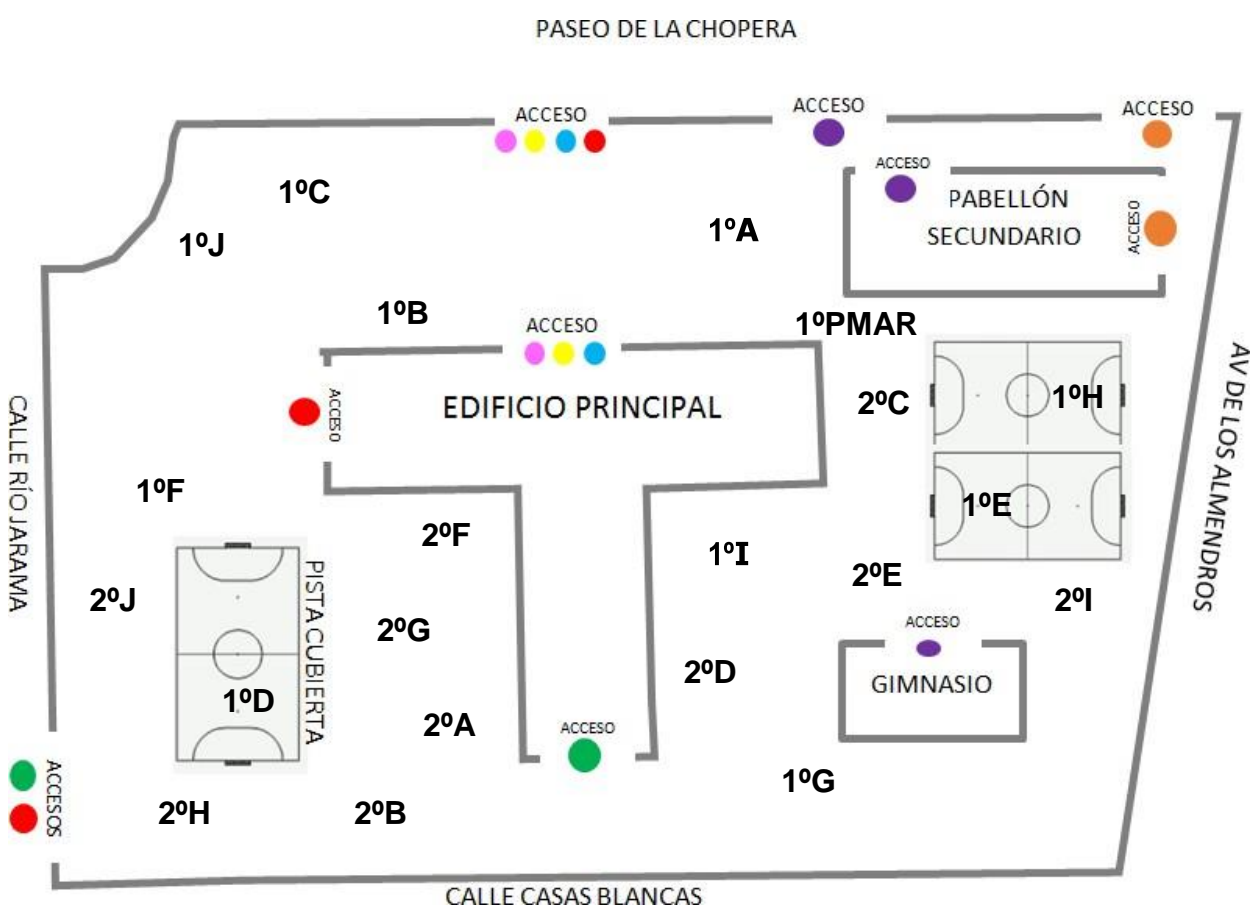 PASEO DE LA CHOPERA
ACCESO
ACCESO
ACCESO
ACCESO
1ºC
PABELLÓN
SECUNDARIO
ACCESO
1ºJ
1ºA
1ºB
ACCESO
1ºPMAR
EDIFICIO PRINCIPAL
ACCESO
2ºC
1ºH
AV DE LOS ALMENDROS
CALLE RÍO JARAMA
1ºF
1ºE
2ºF
1ºI
2ºE
2ºJ
2ºI
PISTA CUBIERTA
2ºG
ACCESO
GIMNASIO
2ºD
1ºD
2ºA
ACCESO
ACCESOS
1ºG
2ºH
2ºB
CALLE CASAS BLANCAS